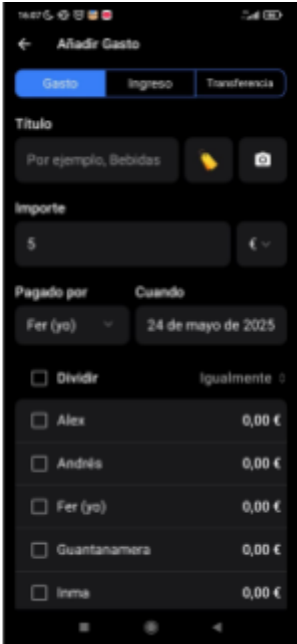 16:07
Añadir Gasto
Gasto Ingreso Transferencia
Título
Por ejemplo, Bebidas
Importe
5 €
Pagado por Cuando
Fer (yo) 24 de mayo de 2025
Dividir Igualmente
Alex 0,00 €
Andrés 0,00 €
Fer (yo) 0,00 €
Guantanamera 0,00 €
Inma 0,00 €